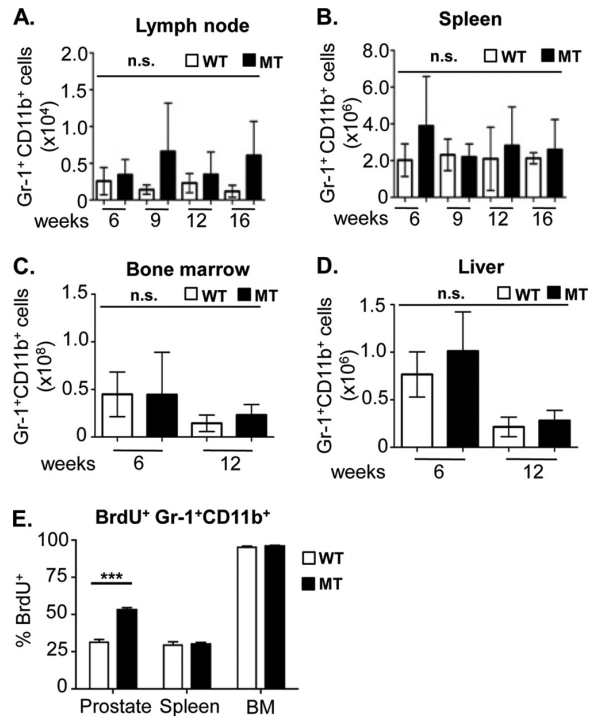 A.
Lymph node
n.s. WT MT
Gr-1⁺ CD11b⁺ cells
(x10⁴)
2.0
1.5
1.0
0.5
0
weeks 6 9 12 16
B.
Spleen
n.s. WT MT
Gr-1⁺ CD11b⁺ cells
(x10⁶)
8.0
6.0
4.0
2.0
0
weeks 6 9 12 16
C.
Bone marrow
n.s. WT MT
Gr-1⁺CD11b⁺ cells
(x10⁸)
1.5
1.0
0.5
0
weeks 6 12
D.
Liver
n.s. WT MT
Gr-1⁺CD11b⁺ cells
(x10⁶)
1.5
1.0
0.5
0
weeks 6 12
E.
BrdU⁺ Gr-1⁺CD11b⁺
WT
MT
***
% BrdU⁺
100
75
50
25
0
Prostate Spleen BM